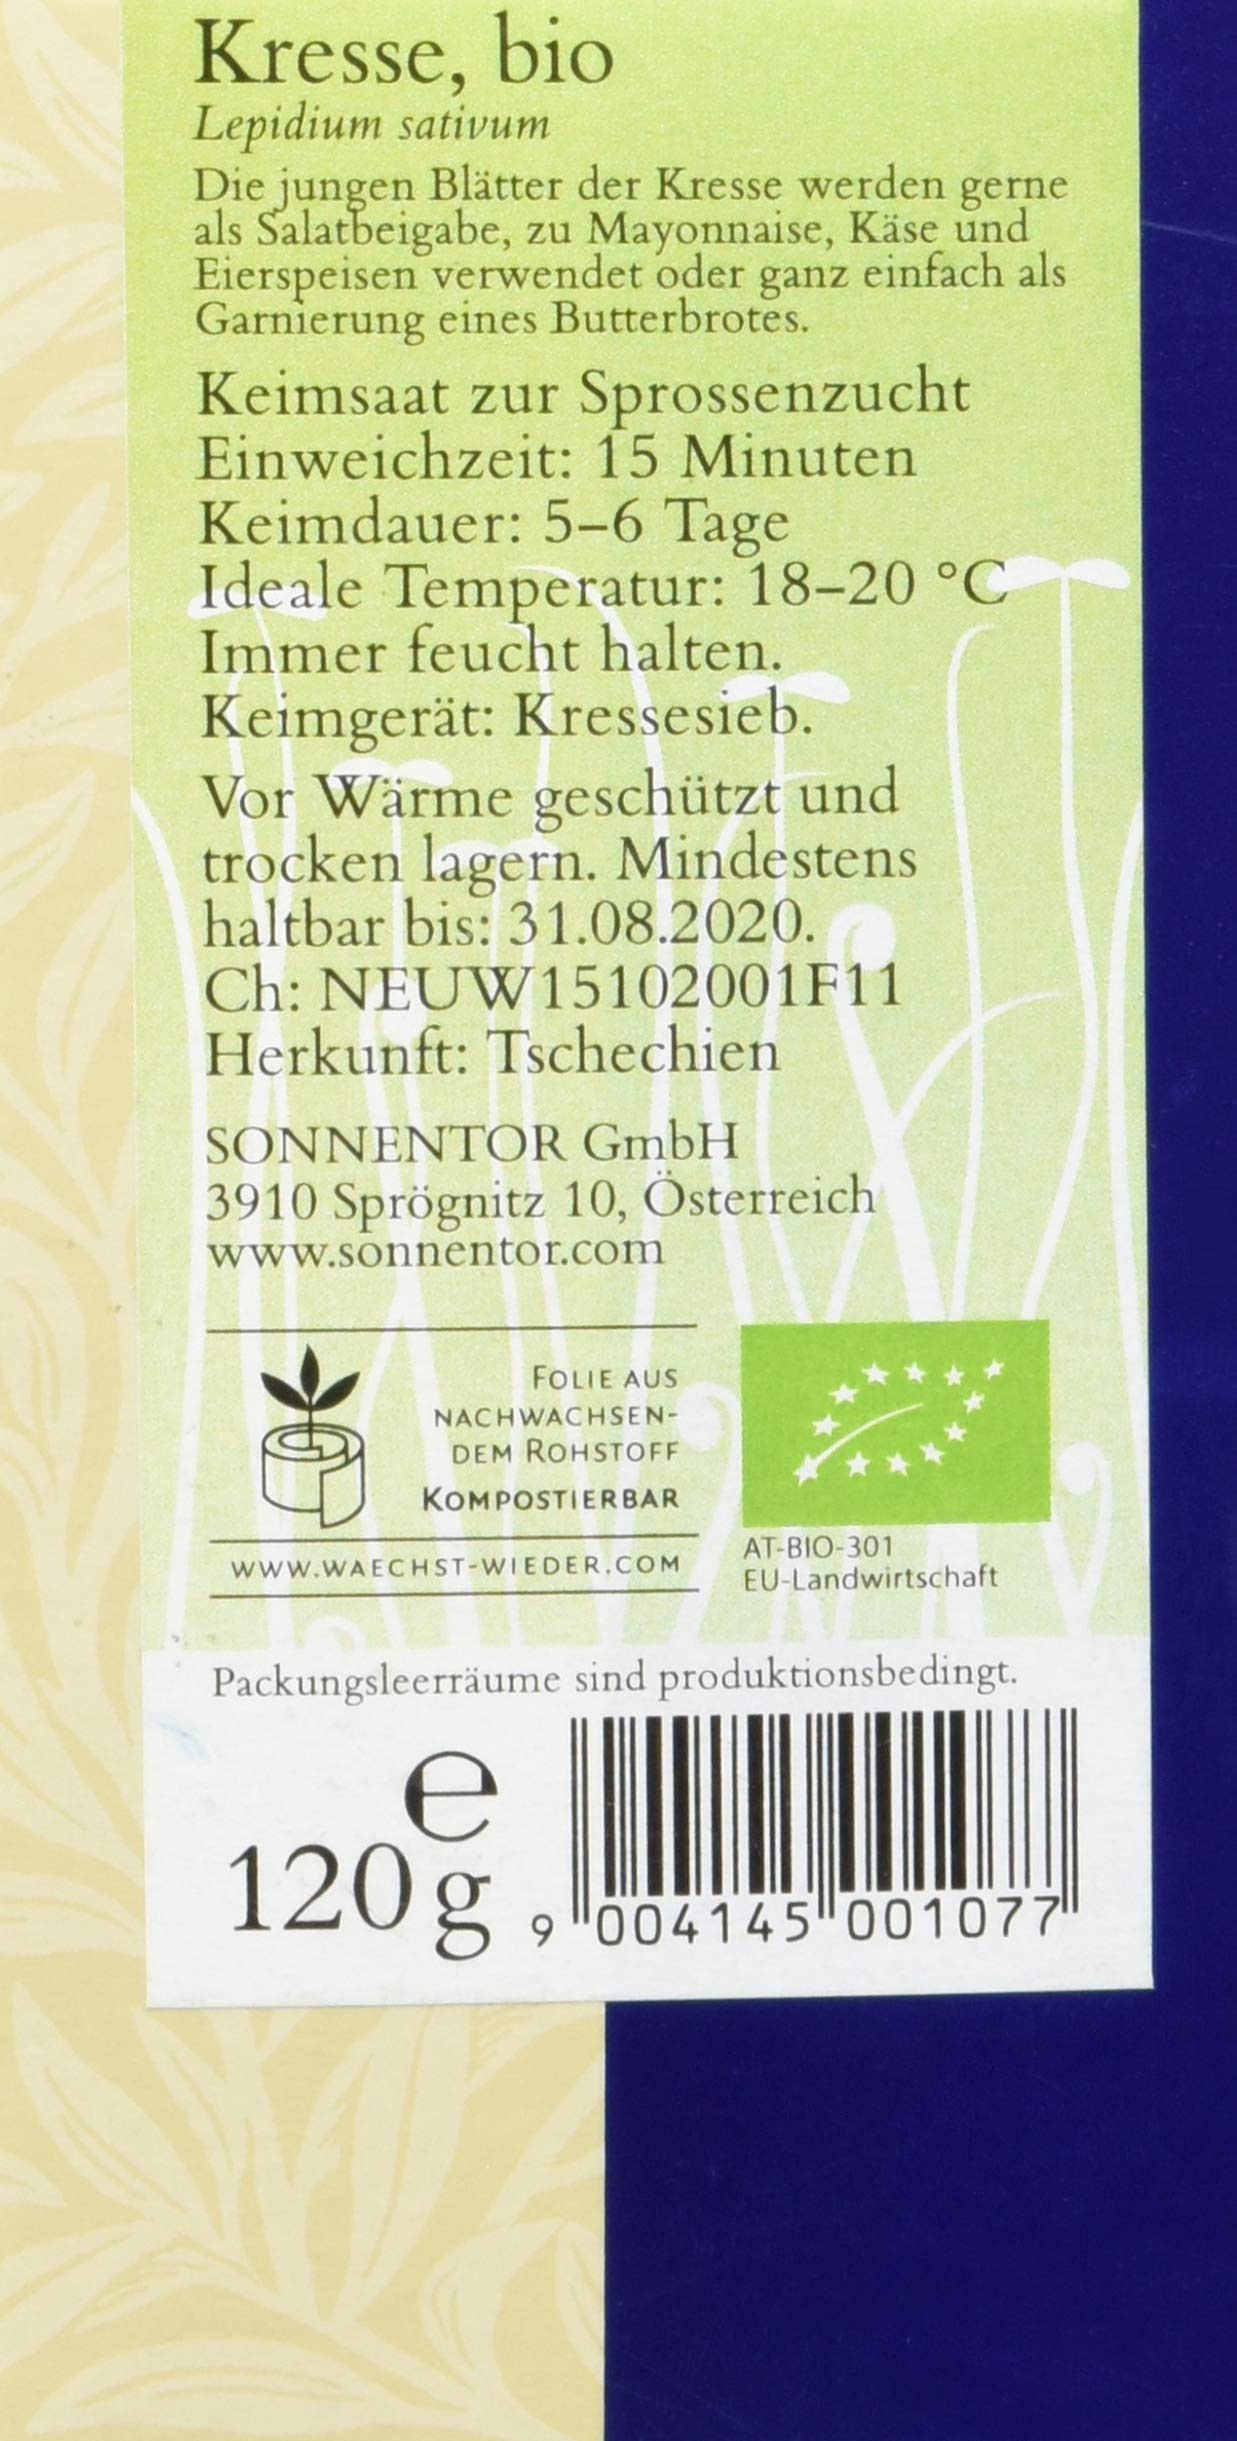 Kresse, bio
Lepidium sativum
Die jungen Blätter der Kresse werden gerne
als Salatbeigabe, zu Mayonnaise, Käse und
Eierspeisen verwendet oder ganz einfach als
Garnierung eines Butterbrotes.
Keimsaat zur Sprossenzucht
Einweichzeit: 15 Minuten
Keimdauer: 5–6 Tage
Ideale Temperatur: 18–20 °C
Immer feucht halten.
Keimgerät: Kressesieb.
Vor Wärme geschützt und
trocken lagern. Mindestens
haltbar bis: 31.08.2020.
Ch: NEUW15102001F11
Herkunft: Tschechien
SONNENTOR GmbH
3910 Sprögnitz 10, Österreich
www.sonnentor.com
FOLIE AUS
NACHWACHSEN-
DEM ROHSTOFF
KOMPOSTIERBAR
WWW.WAECHST-WIEDER.COM
AT-BIO-301
EU-Landwirtschaft
Packungsleerräume sind produktionsbedingt.
e
120g
9 004145 001077